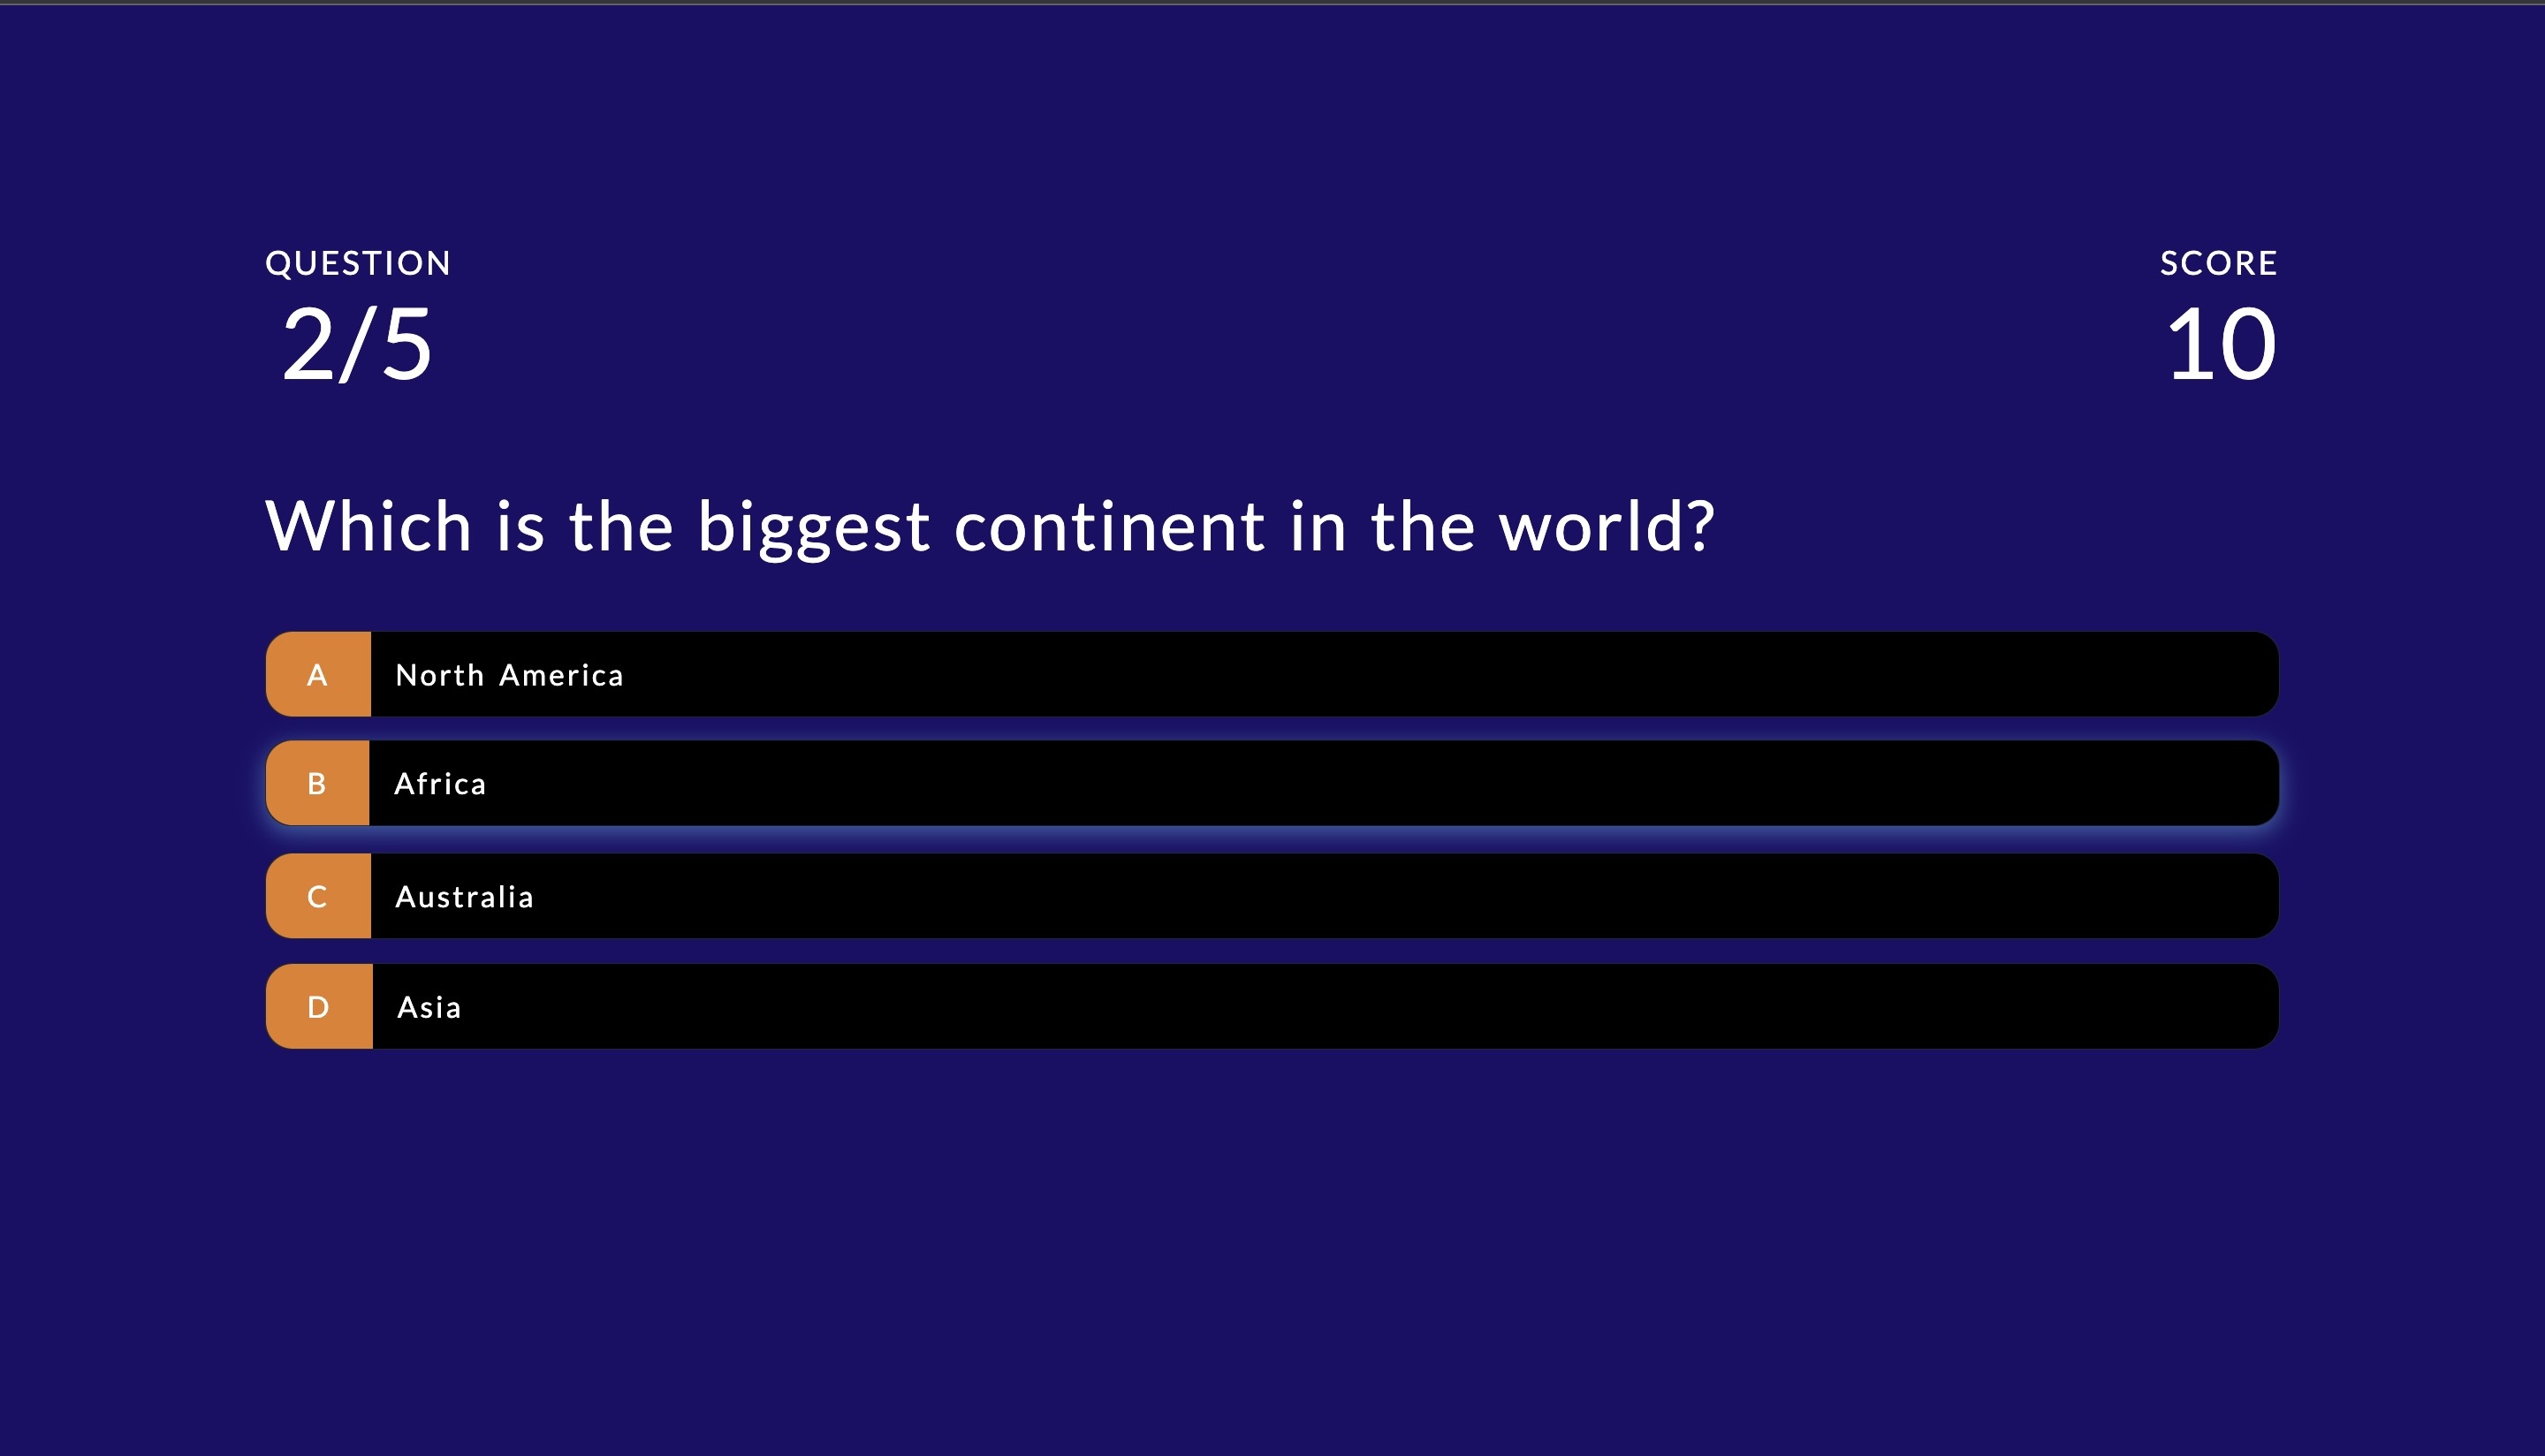 QUESTION
2/5
SCORE
10
Which is the biggest continent in the world?
A North America
B Africa
C Australia
D Asia